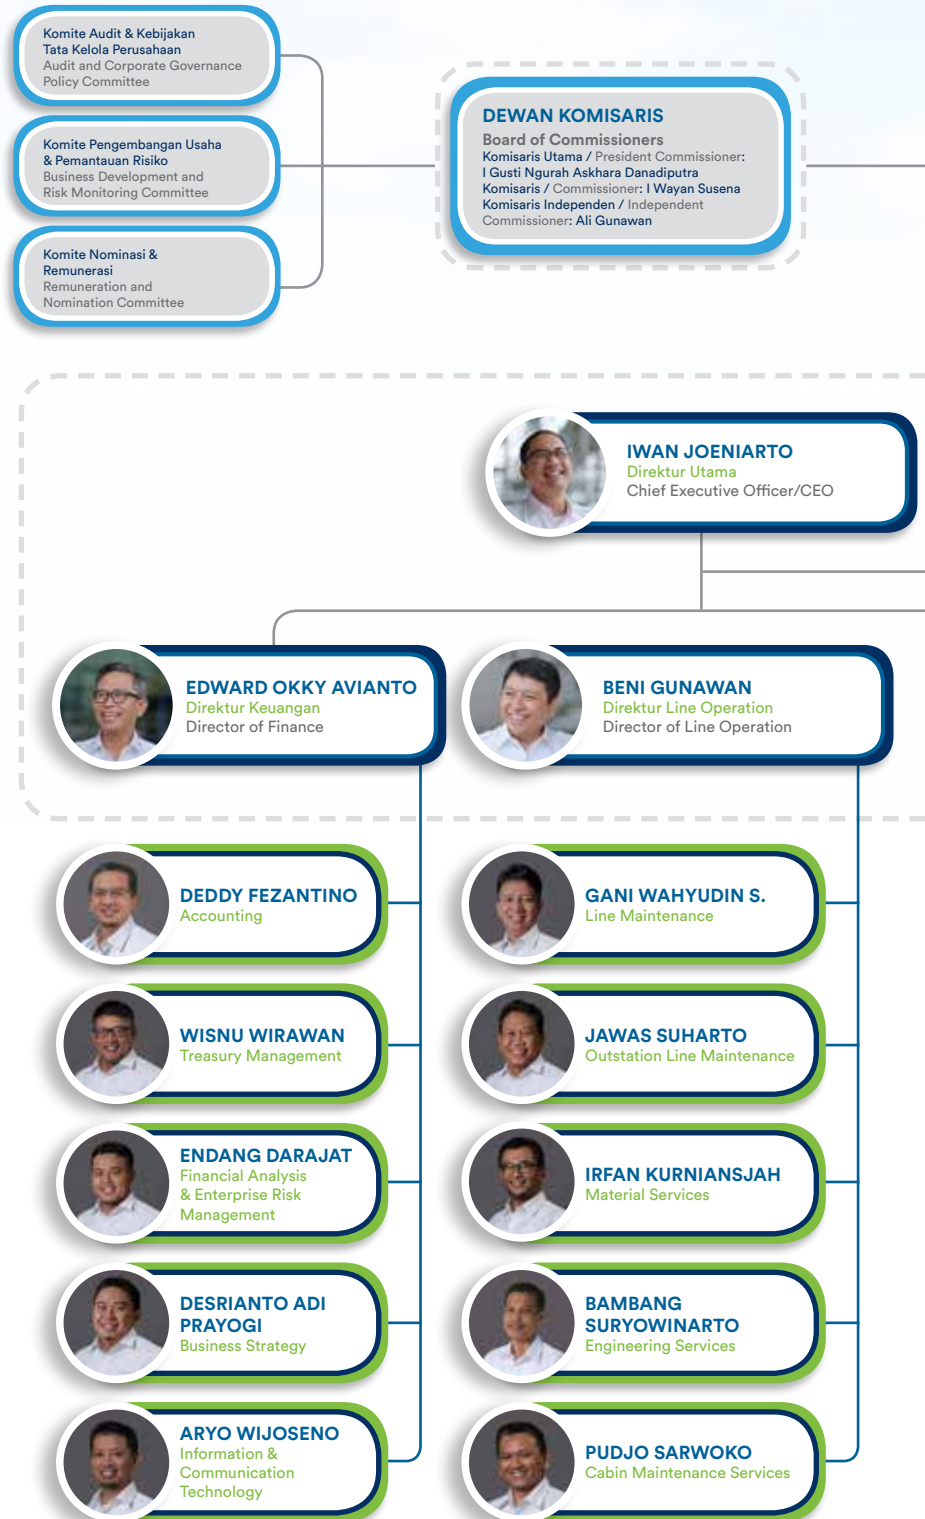 Komite Audit & Kebijakan
Tata Kelola Perusahaan
Audit and Corporate Governance
Policy Committee
Komite Pengembangan Usaha
& Pemantauan Risiko
Business Development and
Risk Monitoring Committee
Komite Nominasi &
Remunerasi
Remuneration and
Nomination Committee
DEWAN KOMISARIS
Board of Commissioners
Komisaris Utama / President Commissioner:
I Gusti Ngurah Askhara Danadiputra
Komisaris / Commissioner: I Wayan Susena
Komisaris Independen / Independent
Commissioner: Ali Gunawan
IWAN JOENIARTO
Direktur Utama
Chief Executive Officer/CEO
EDWARD OKKY AVIANTO
Direktur Keuangan
Director of Finance
BENI GUNAWAN
Direktur Line Operation
Director of Line Operation
DEDDY FEZANTINO
Accounting
WISNU WIRAWAN
Treasury Management
ENDANG DARAJAT
Financial Analysis
& Enterprise Risk
Management
DESRIANTO ADI
PRAYOGI
Business Strategy
ARYO WIJOSENO
Information &
Communication
Technology
GANI WAHYUDIN S.
Line Maintenance
JAWAS SUHARTO
Outstation Line Maintenance
IRFAN KURNIANSJAH
Material Services
BAMBANG
SURYOWINARTO
Engineering Services
PUDJO SARWOKO
Cabin Maintenance Services